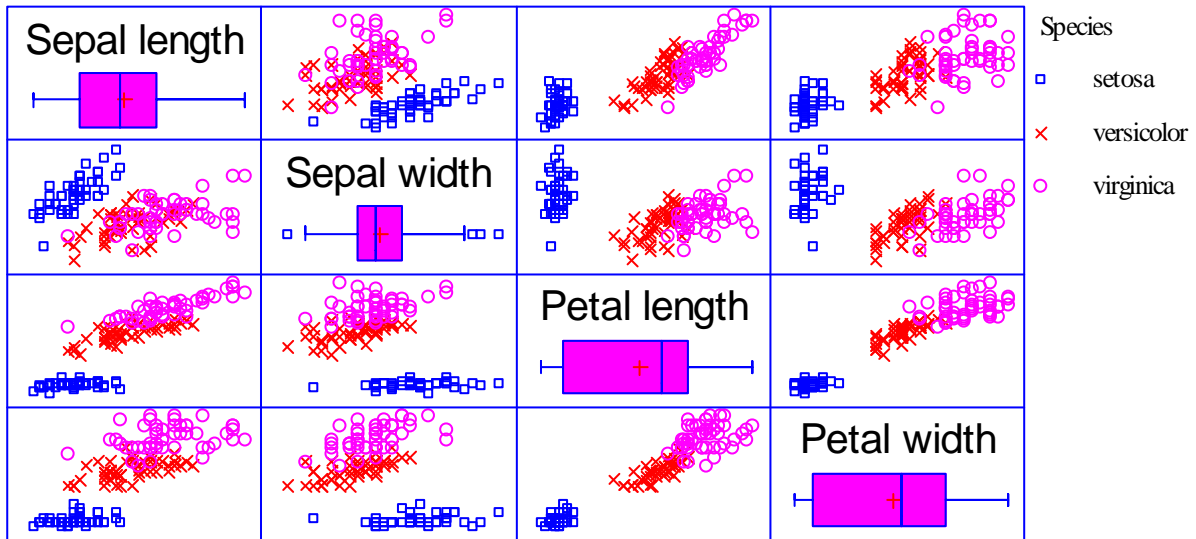 Sepal length
Sepal width
Petal length
Petal width
Species
setosa
versicolor
virginica